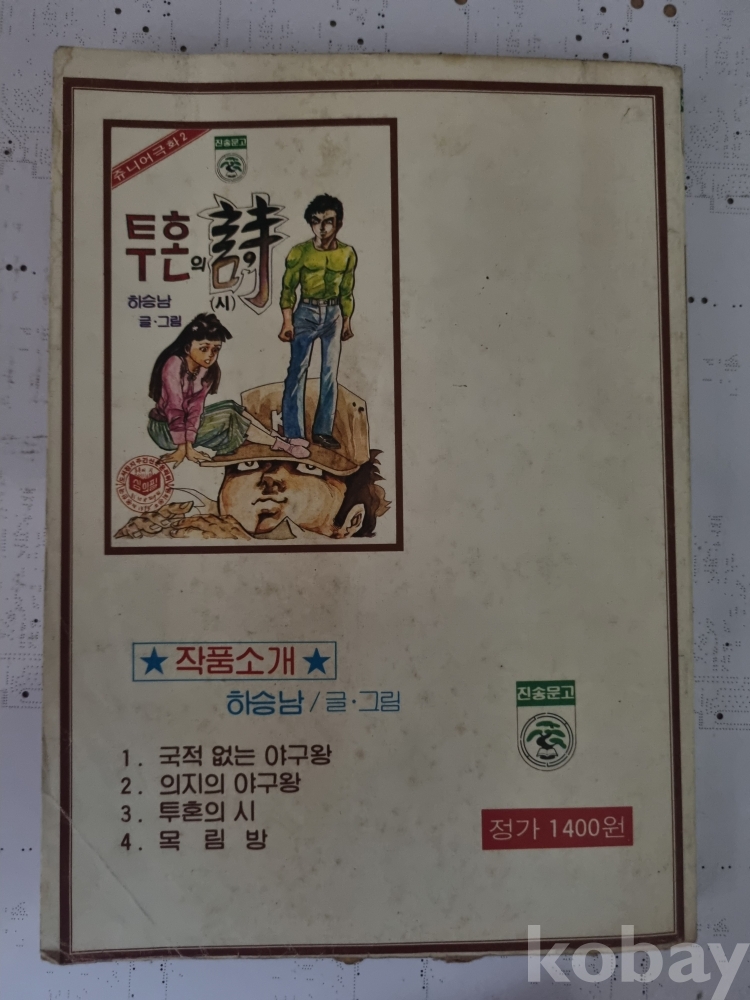 쥬니어극화 2
진송문고
투혼의 詩
(시)
하승남
글·그림
★ 작품소개 ★
하승남 / 글·그림
진송문고
1. 국적 없는 야구왕
2. 의지의 야구왕
3. 투혼의 시
4. 목 림 방
정가 1400원
kobay